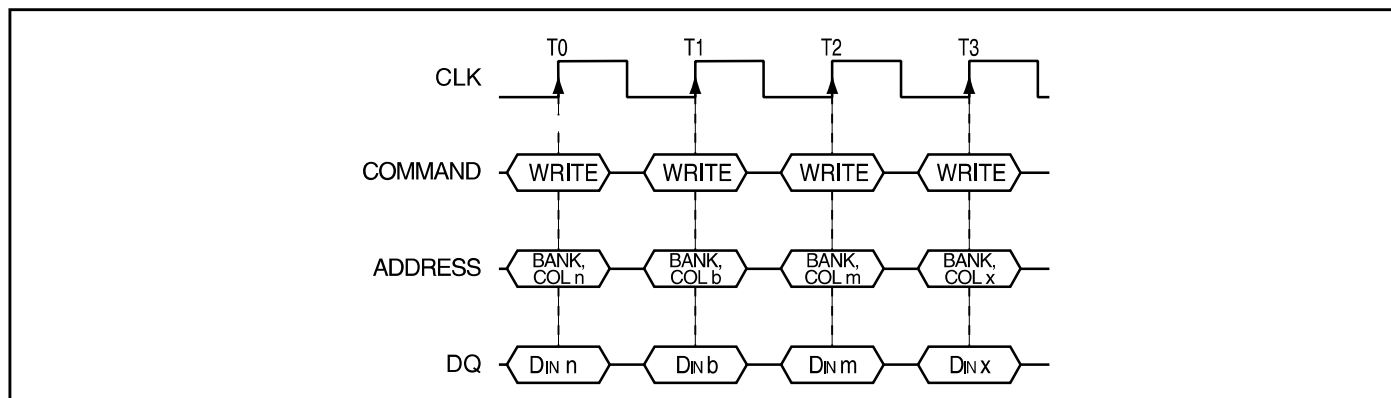 T0 T1 T2 T3
CLK
COMMAND WRITE WRITE WRITE WRITE
ADDRESS BANK, COL n BANK, COL b BANK, COL m BANK, COL x
DQ DIN n DIN b DIN m DIN x